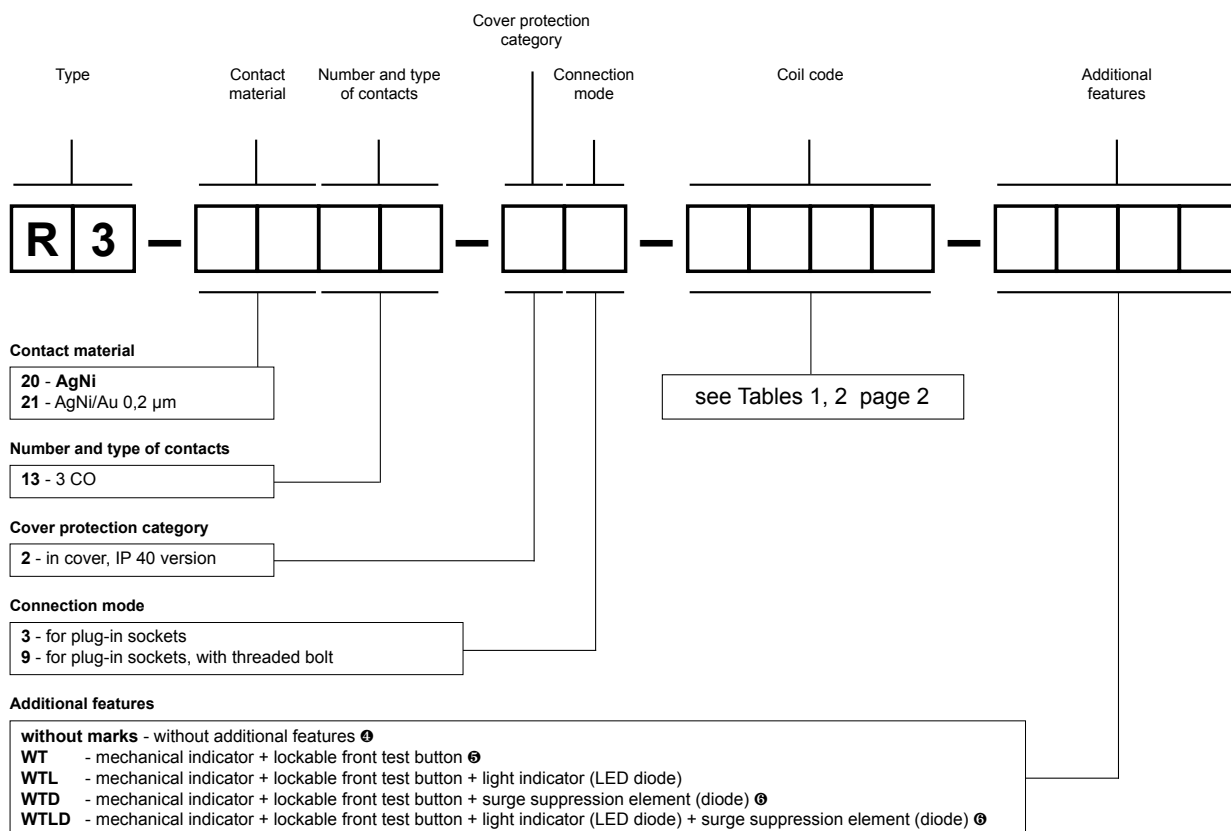 Cover protection
category
Type
Contact
material
Number and type
of contacts
Connection
mode
Coil code
Additional
features
R 3 – – – –
Contact material
20 - AgNi
21 - AgNi/Au 0,2 µm
see Tables 1, 2 page 2
Number and type of contacts
13 - 3 CO
Cover protection category
2 - in cover, IP 40 version
Connection mode
3 - for plug-in sockets
9 - for plug-in sockets, with threaded bolt
Additional features
without marks - without additional features ❹
WT - mechanical indicator + lockable front test button ❺
WTL - mechanical indicator + lockable front test button + light indicator (LED diode)
WTD - mechanical indicator + lockable front test button + surge suppression element (diode) ❻
WTLD - mechanical indicator + lockable front test button + light indicator (LED diode) + surge suppression element (diode) ❻